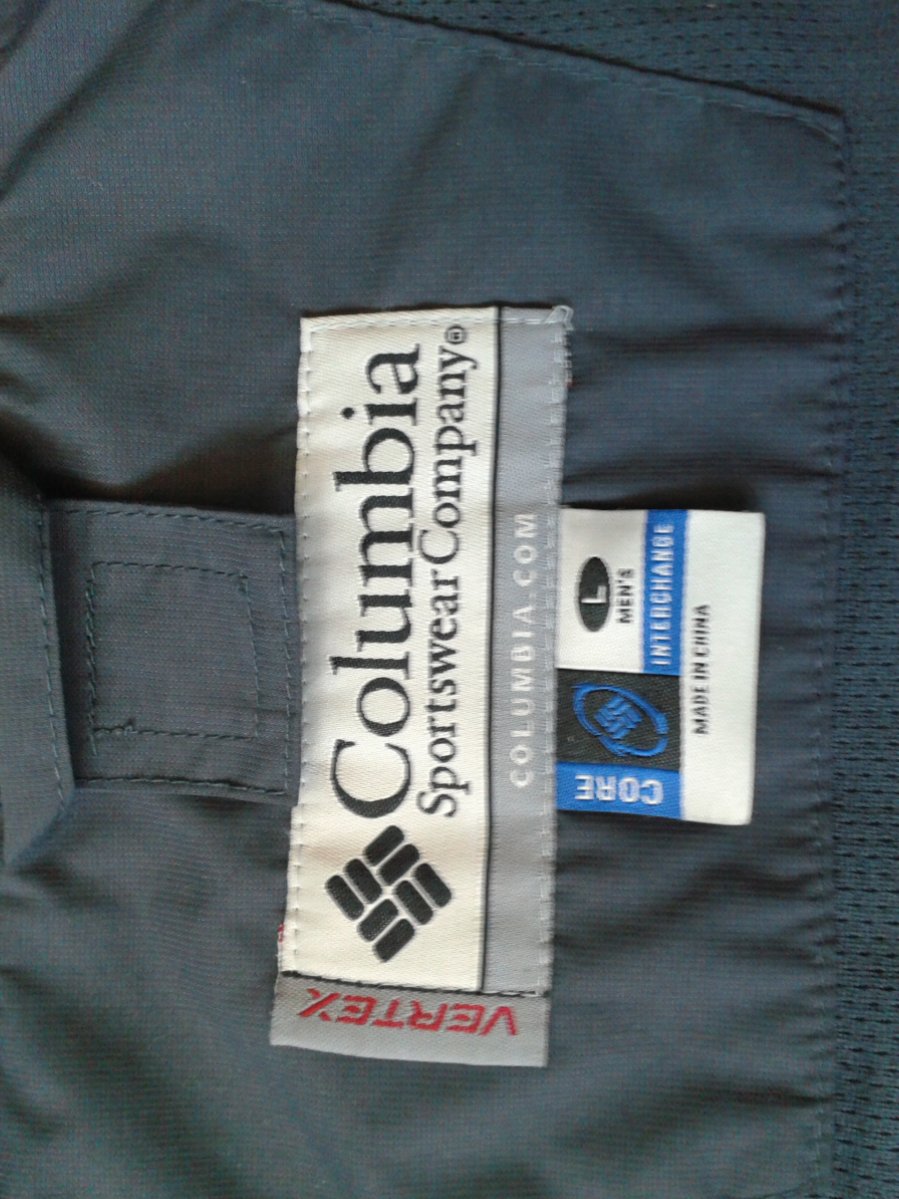 Columbia
Sportswear Company®
COLUMBIA.COM
VERTEX
L
MEN'S
CORE
INTERCHANGE
MADE IN CHINA